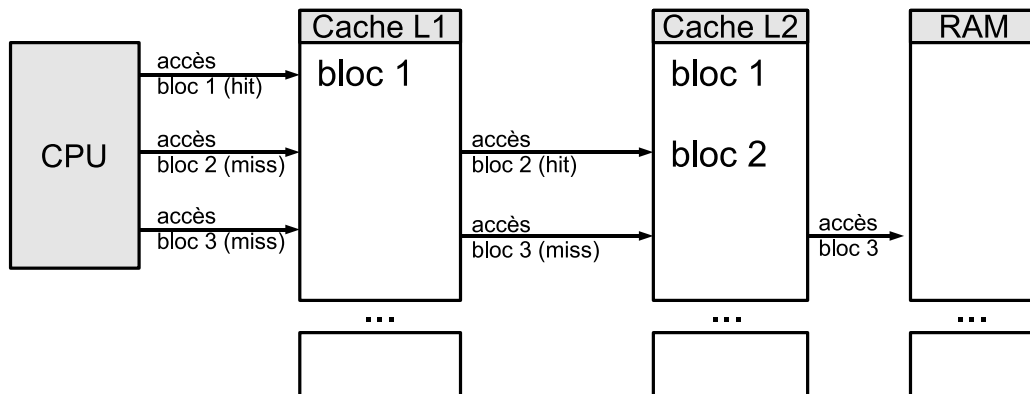 Cache L1
Cache L2
RAM
CPU
accès
bloc 1 (hit)
bloc 1
bloc 1
accès
bloc 2 (miss)
accès
bloc 2 (hit)
bloc 2
accès
bloc 3 (miss)
accès
bloc 3 (miss)
accès
bloc 3
...
...
...